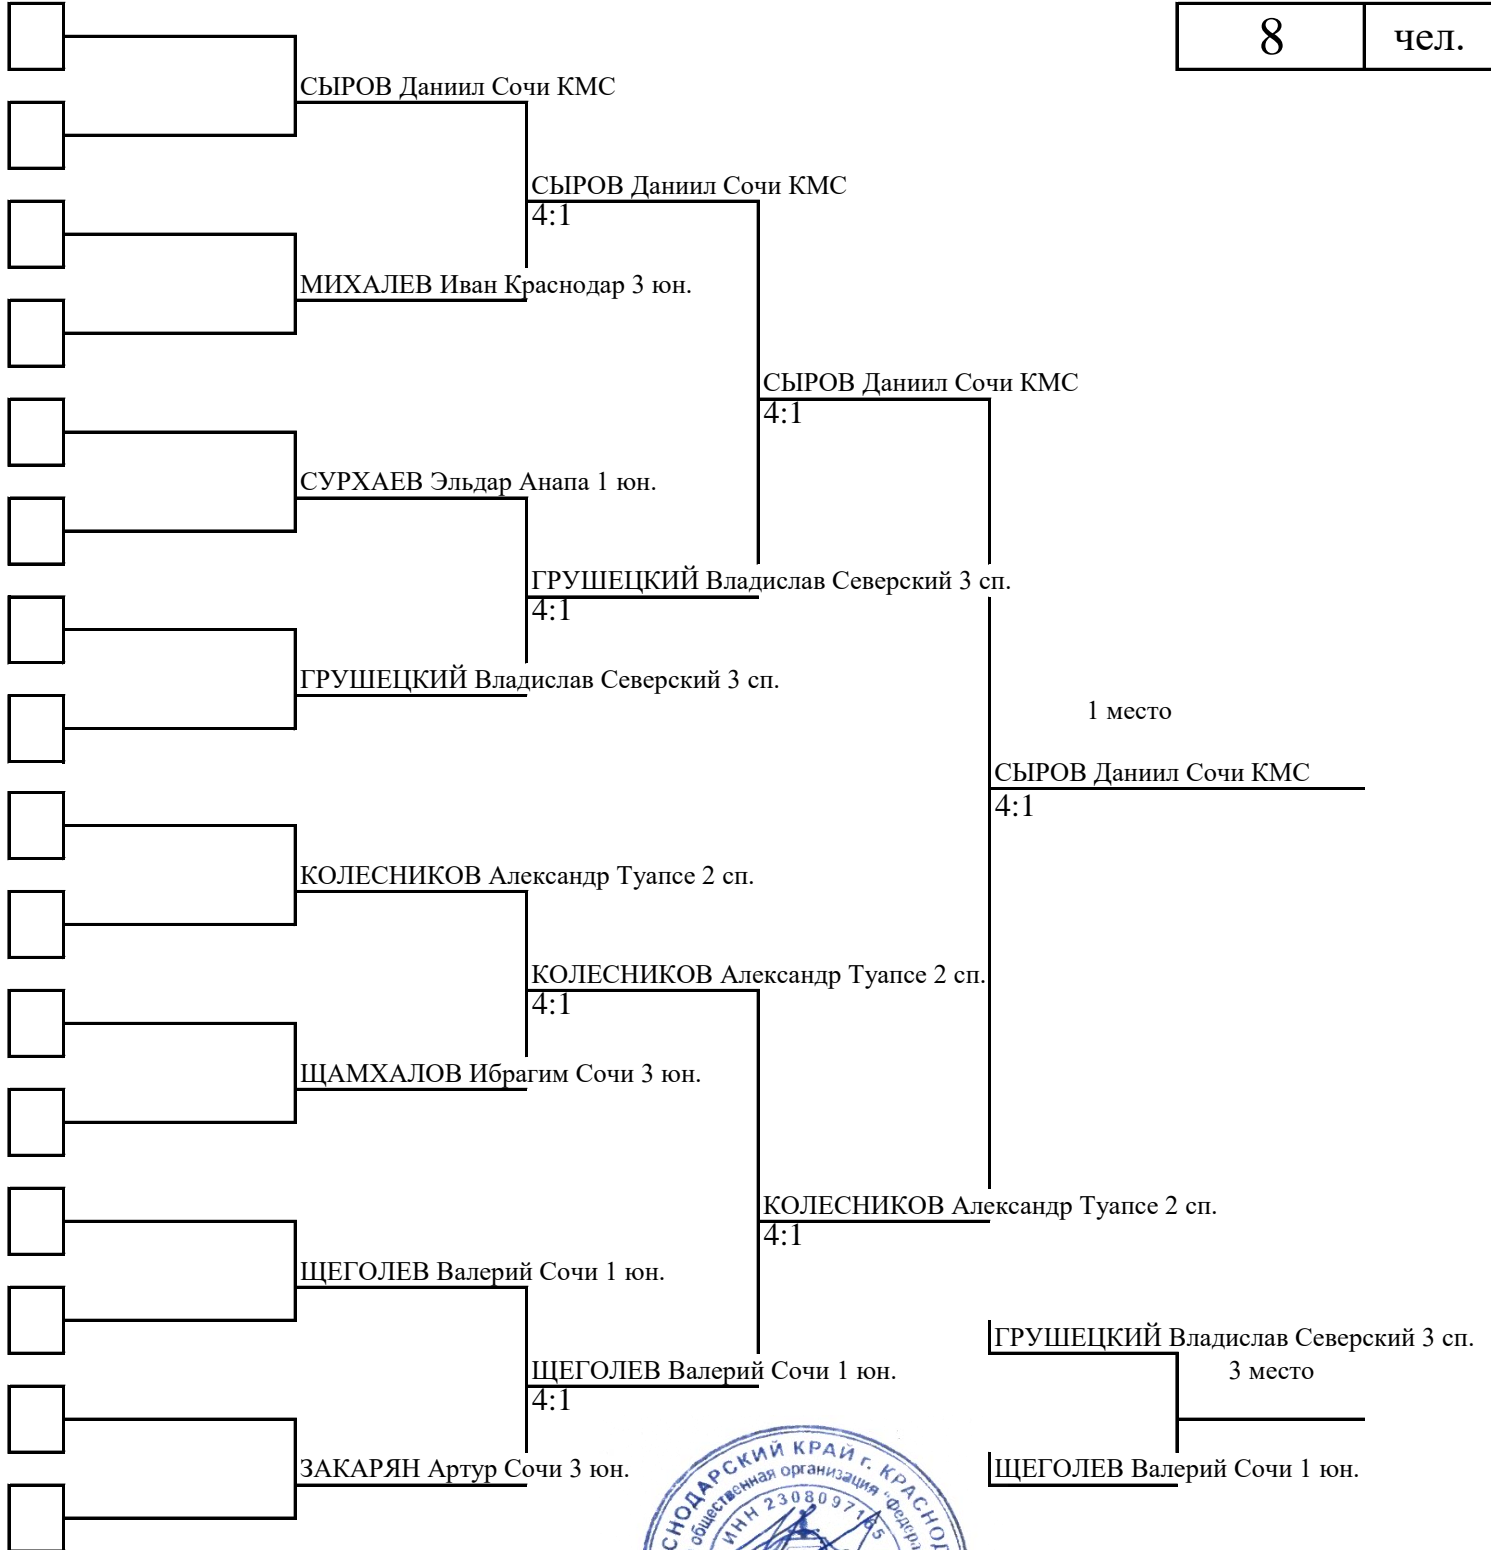 8 чел.
СЫРОВ Даниил Сочи КМС
СЫРОВ Даниил Сочи КМС
4:1
МИХАЛЕВ Иван Краснодар 3 юн.
СЫРОВ Даниил Сочи КМС
4:1
СУРХАЕВ Эльдар Анапа 1 юн.
ГРУШЕЦКИЙ Владислав Северский 3 сп.
4:1
ГРУШЕЦКИЙ Владислав Северский 3 сп.
1 место
СЫРОВ Даниил Сочи КМС
4:1
КОЛЕСНИКОВ Александр Туапсе 2 сп.
КОЛЕСНИКОВ Александр Туапсе 2 сп.
4:1
ЩАМХАЛОВ Ибрагим Сочи 3 юн.
КОЛЕСНИКОВ Александр Туапсе 2 сп.
4:1
ЩЕГОЛЕВ Валерий Сочи 1 юн.
ГРУШЕЦКИЙ Владислав Северский 3 сп.
3 место
ЩЕГОЛЕВ Валерий Сочи 1 юн.
4:1
ЗАКАРЯН Артур Сочи 3 юн.
ЩЕГОЛЕВ Валерий Сочи 1 юн.
СНОДАРСКИЙ КРАЙ г. КРАСНОД
общественная организация "Федера
ИНН 2308097165